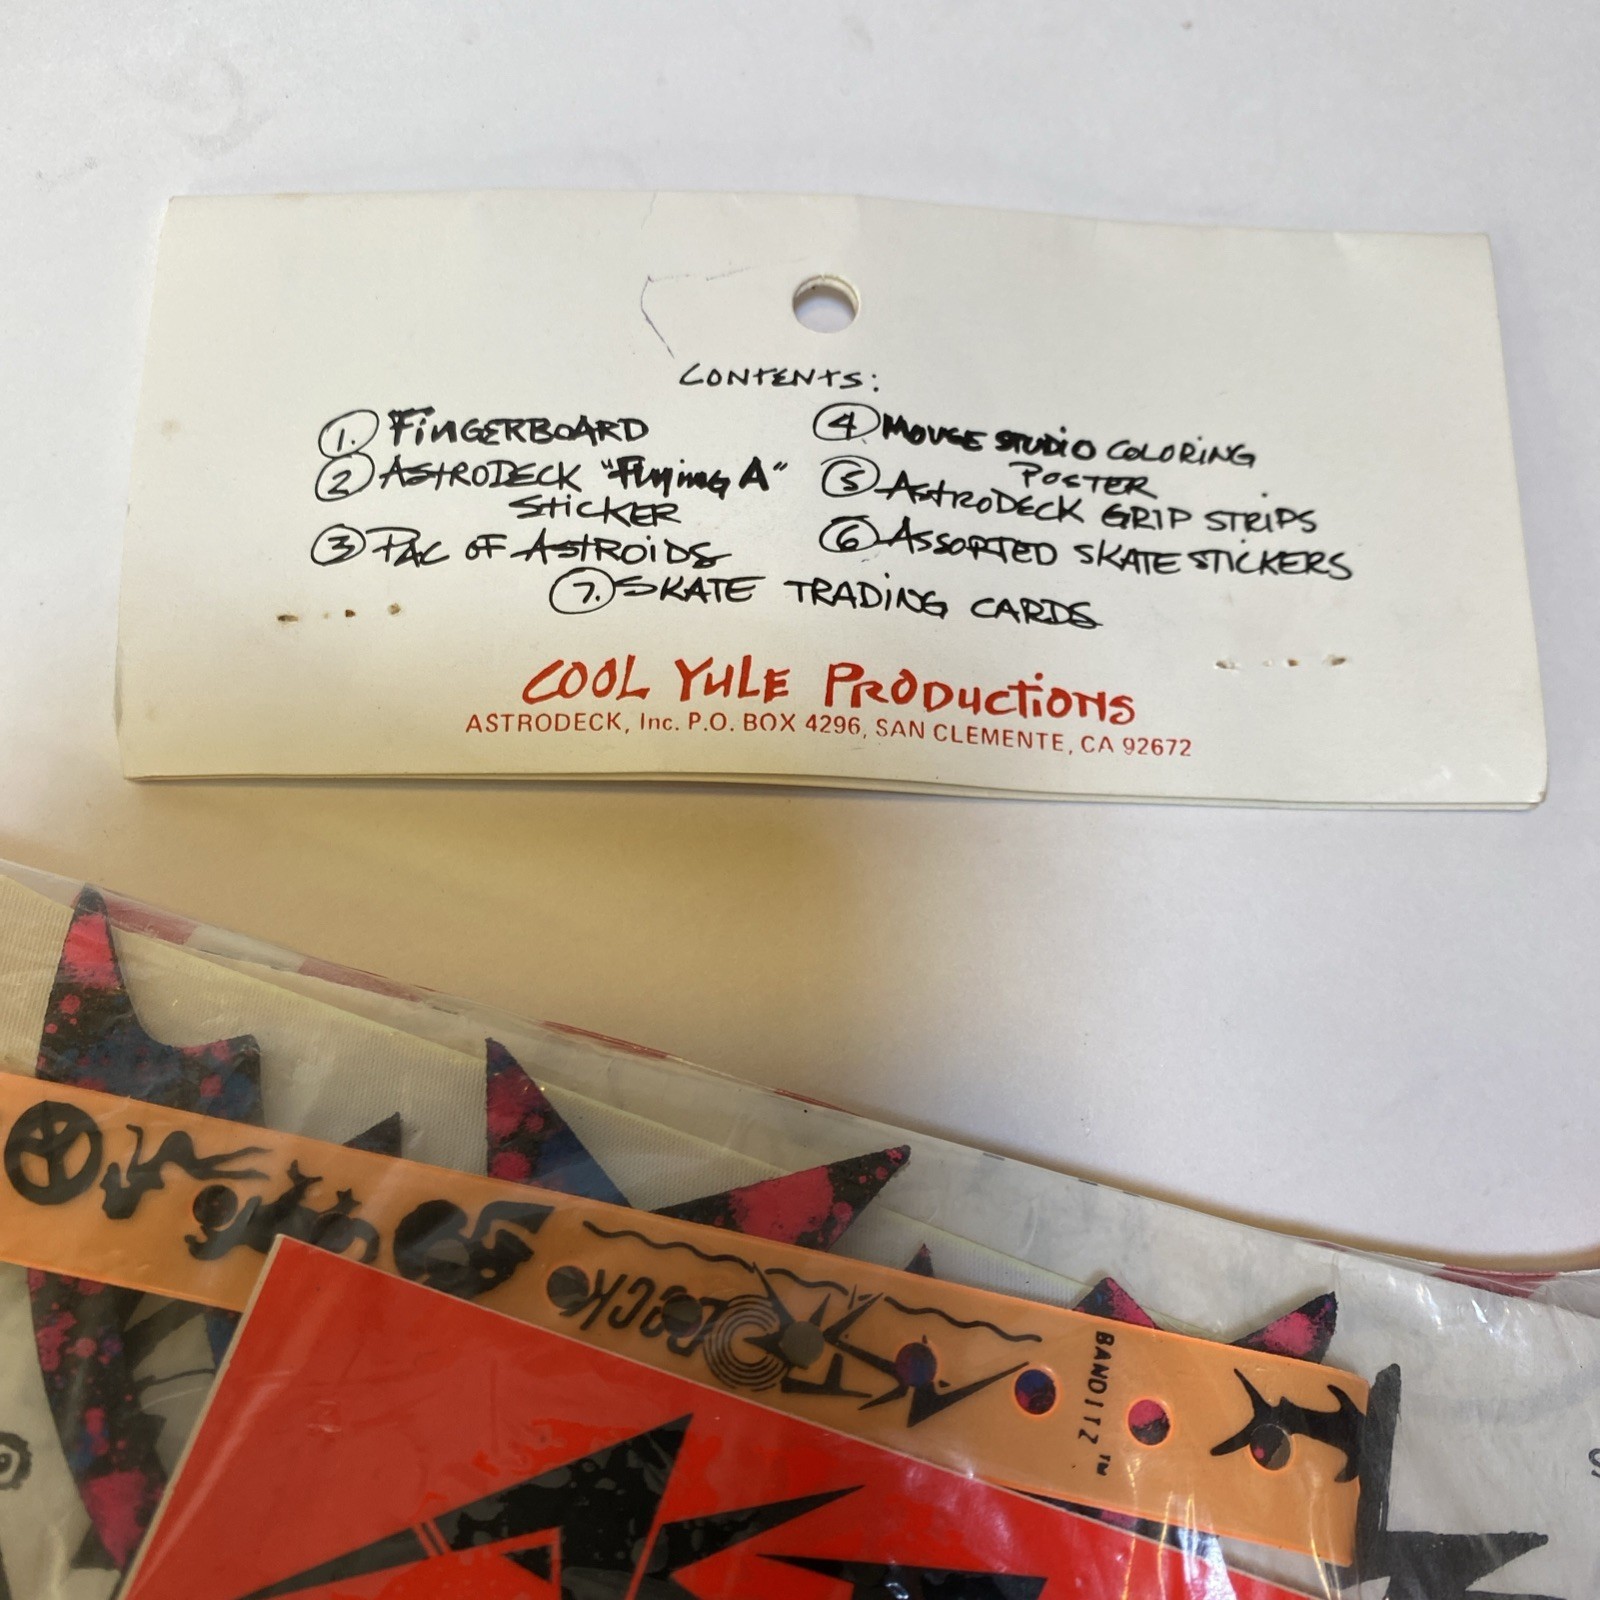 CONTENTS:
1. FINGERBOARD
2 ASTRODECK "Flying A"
STICKER
3 PAC OF ASTROIDS
4 MOUSE STUDIO COLORING
POSTER
5 ASTRODECK GRIP STRIPS
6 ASSORTED SKATE STICKERS
7. SKATE TRADING CARDS
COOL YULE PRODUCTIONS
ASTRODECK, Inc. P.O. BOX 4296, SAN CLEMENTE, CA 92672
BANDITZ™